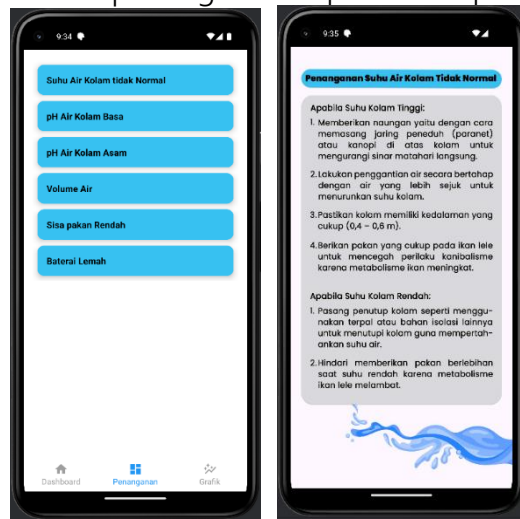 9:34
Suhu Air Kolam tidak Normal
pH Air Kolam Basa
pH Air Kolam Asam
Volume Air
Sisa pakan Rendah
Baterai Lemah
Dashboard
Penanganan
Grafik
9:35
Penanganan Suhu Air Kolam Tidak Normal
Apabila Suhu Kolam Tinggi:
1. Memberikan naungan yaitu dengan cara
memasang jaring peneduh (paranet)
atau kanopi di atas kolam untuk
mengurangi sinar matahari langsung.
2. Lakukan penggantian air secara bertahap
dengan air yang lebih sejuk untuk
menurunkan suhu kolam.
3. Pastikan kolam memiliki kedalaman yang
cukup (0,4 – 0,6 m).
4. Berikan pakan yang cukup pada ikan lele
untuk mencegah perilaku kanibalisme
karena metabolisme ikan meningkat.
Apabila Suhu Kolam Rendah:
1. Pasang penutup kolam seperti menggu-
nakan terpal atau bahan isolasi lainnya
untuk menutupi kolam guna mempertah-
ankan suhu air.
2. Hindari memberikan pakan berlebihan
saat suhu rendah karena metabolisme
ikan lele melambat.